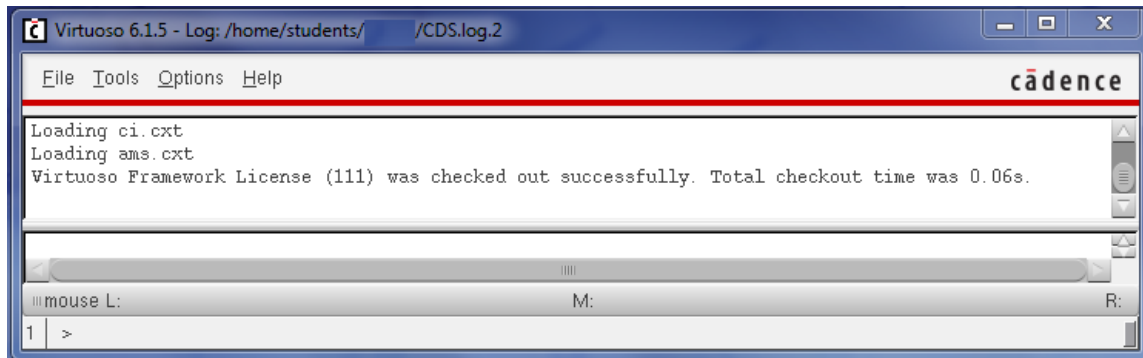 Virtuoso 6.1.5 - Log: /home/students/ /CDS.log.2
File Tools Options Help
cādence
Loading ci.cxt
Loading ams.cxt
Virtuoso Framework License (111) was checked out successfully. Total checkout time was 0.06s.
mouse L: M: R:
1 >